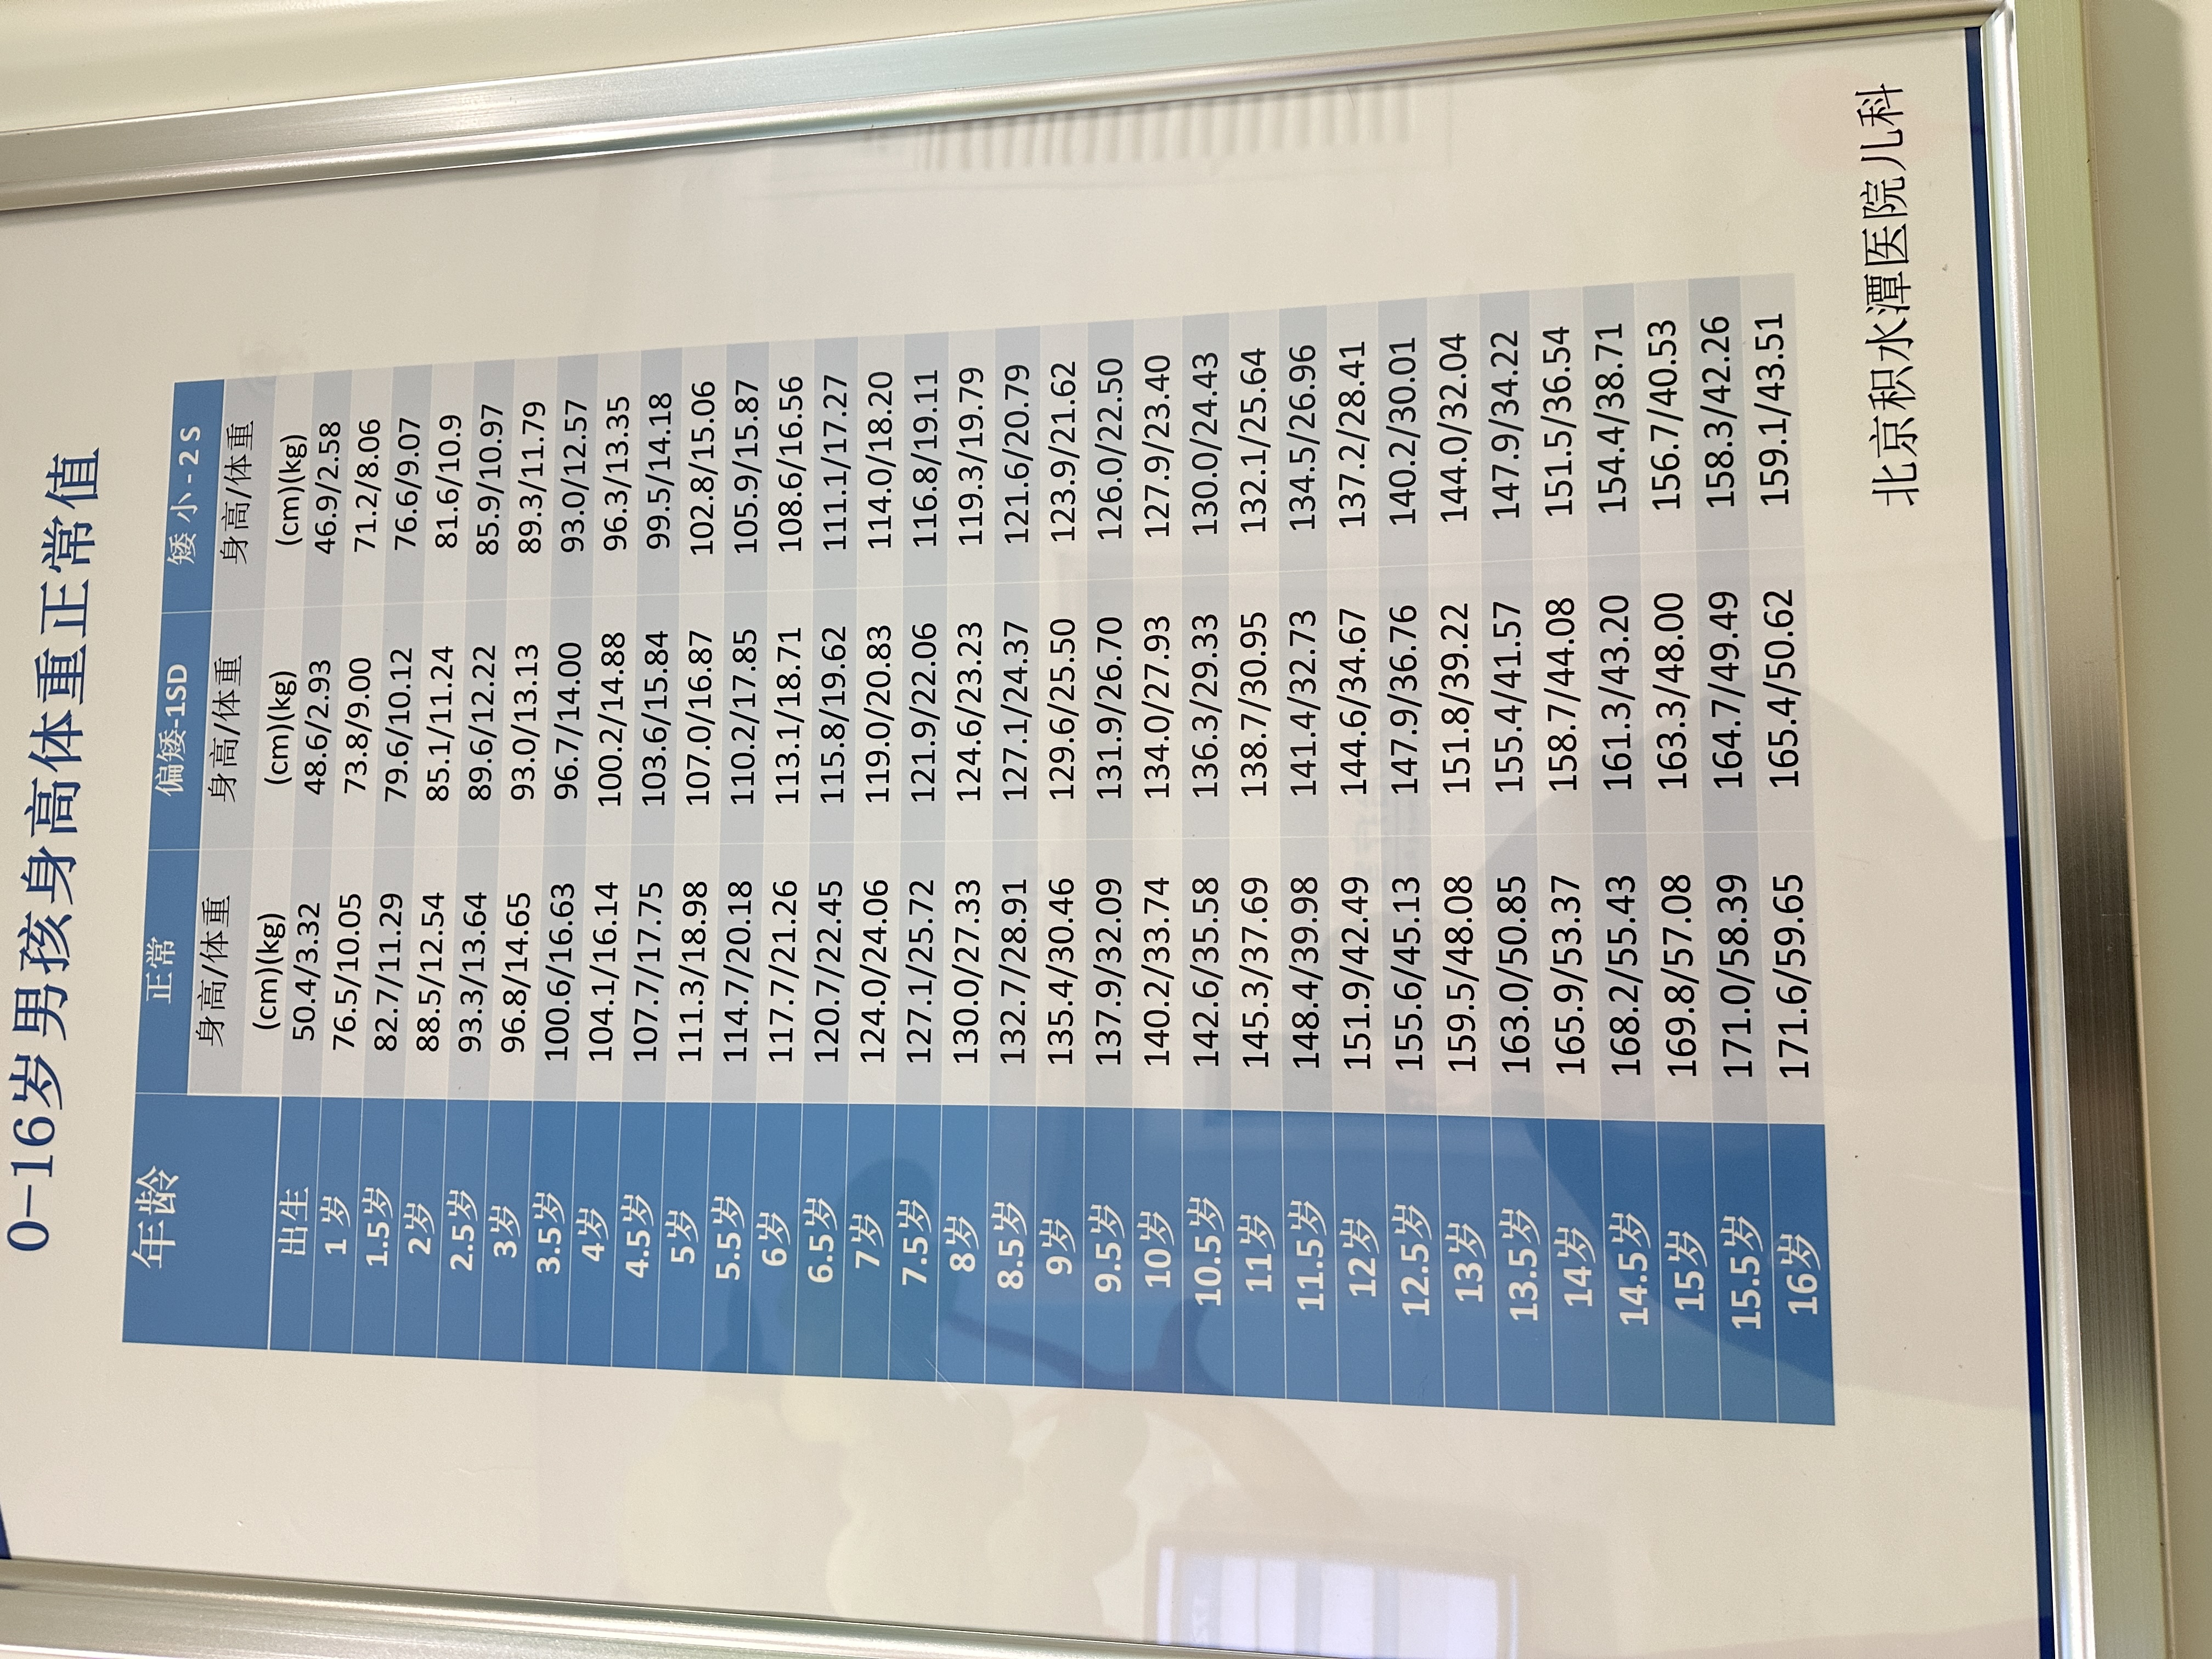 0-16岁男孩身高体重正常值
年龄 正常 偏矮-1SD 矮小-2S
身高/体重 身高/体重 身高/体重
(cm)(kg) (cm)(kg) (cm)(kg)
出生 50.4/3.32 48.6/2.93 46.9/2.58
1岁 76.5/10.05 73.8/9.00 71.2/8.06
1.5岁 82.7/11.29 79.6/10.12 76.6/9.07
2岁 88.5/12.54 85.1/11.24 81.6/10.9
2.5岁 93.3/13.64 89.6/12.22 85.9/10.97
3岁 96.8/14.65 93.0/13.13 89.3/11.79
3.5岁 100.6/16.63 96.7/14.00 93.0/12.57
4岁 104.1/16.14 100.2/14.88 96.3/13.35
4.5岁 107.7/17.75 103.6/15.84 99.5/14.18
5岁 111.3/18.98 107.0/16.87 102.8/15.06
5.5岁 114.7/20.18 110.2/17.85 105.9/15.87
6岁 117.7/21.26 113.1/18.71 108.6/16.56
6.5岁 120.7/22.45 115.8/19.62 111.1/17.27
7岁 124.0/24.06 119.0/20.83 114.0/18.20
7.5岁 127.1/25.72 121.9/22.06 116.8/19.11
8岁 130.0/27.33 124.6/23.23 119.3/19.79
8.5岁 132.7/28.91 127.1/24.37 121.6/20.79
9岁 135.4/30.46 129.6/25.50 123.9/21.62
9.5岁 137.9/32.09 131.9/26.70 126.0/22.50
10岁 140.2/33.74 134.0/27.93 127.9/23.40
10.5岁 142.6/35.58 136.3/29.33 130.0/24.43
11岁 145.3/37.69 138.7/30.95 132.1/25.64
11.5岁 148.4/39.98 141.4/32.73 134.5/26.96
12岁 151.9/42.49 144.6/34.67 137.2/28.41
12.5岁 155.6/45.13 147.9/36.76 140.2/30.01
13岁 159.5/48.08 151.8/39.22 144.0/32.04
13.5岁 163.0/50.85 155.4/41.57 147.9/34.22
14岁 165.9/53.37 158.7/44.08 151.5/36.54
14.5岁 168.2/55.43 161.3/43.20 154.4/38.71
15岁 169.8/57.08 163.3/48.00 156.7/40.53
15.5岁 171.0/58.39 164.7/49.49 158.3/42.26
16岁 171.6/59.65 165.4/50.62 159.1/43.51
北京积水潭医院儿科